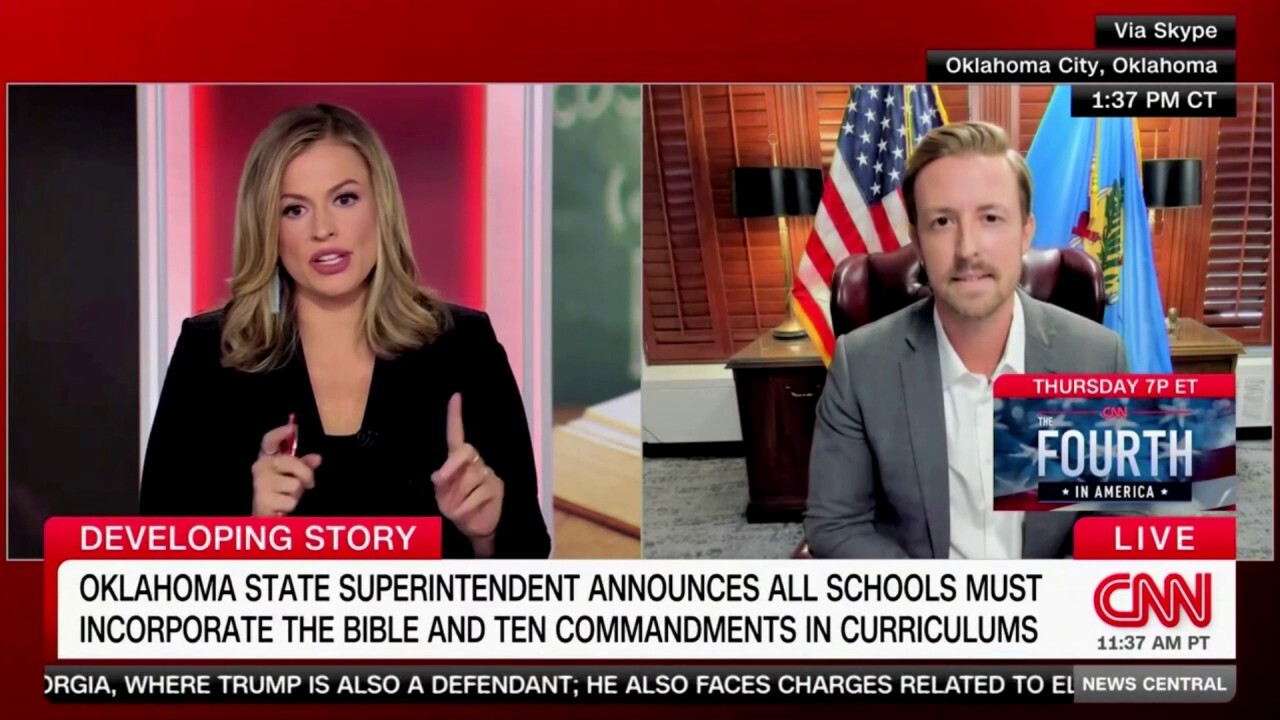 Via Skype
Oklahoma City, Oklahoma
1:37 PM CT
THURSDAY 7P ET
CNN
THE
FOURTH
IN AMERICA
DEVELOPING STORY
LIVE
OKLAHOMA STATE SUPERINTENDENT ANNOUNCES ALL SCHOOLS MUST
INCORPORATE THE BIBLE AND TEN COMMANDMENTS IN CURRICULUMS
CNN
11:37 AM PT
ORGIA, WHERE TRUMP IS ALSO A DEFENDANT; HE ALSO FACES CHARGES RELATED TO EL
NEWS CENTRAL